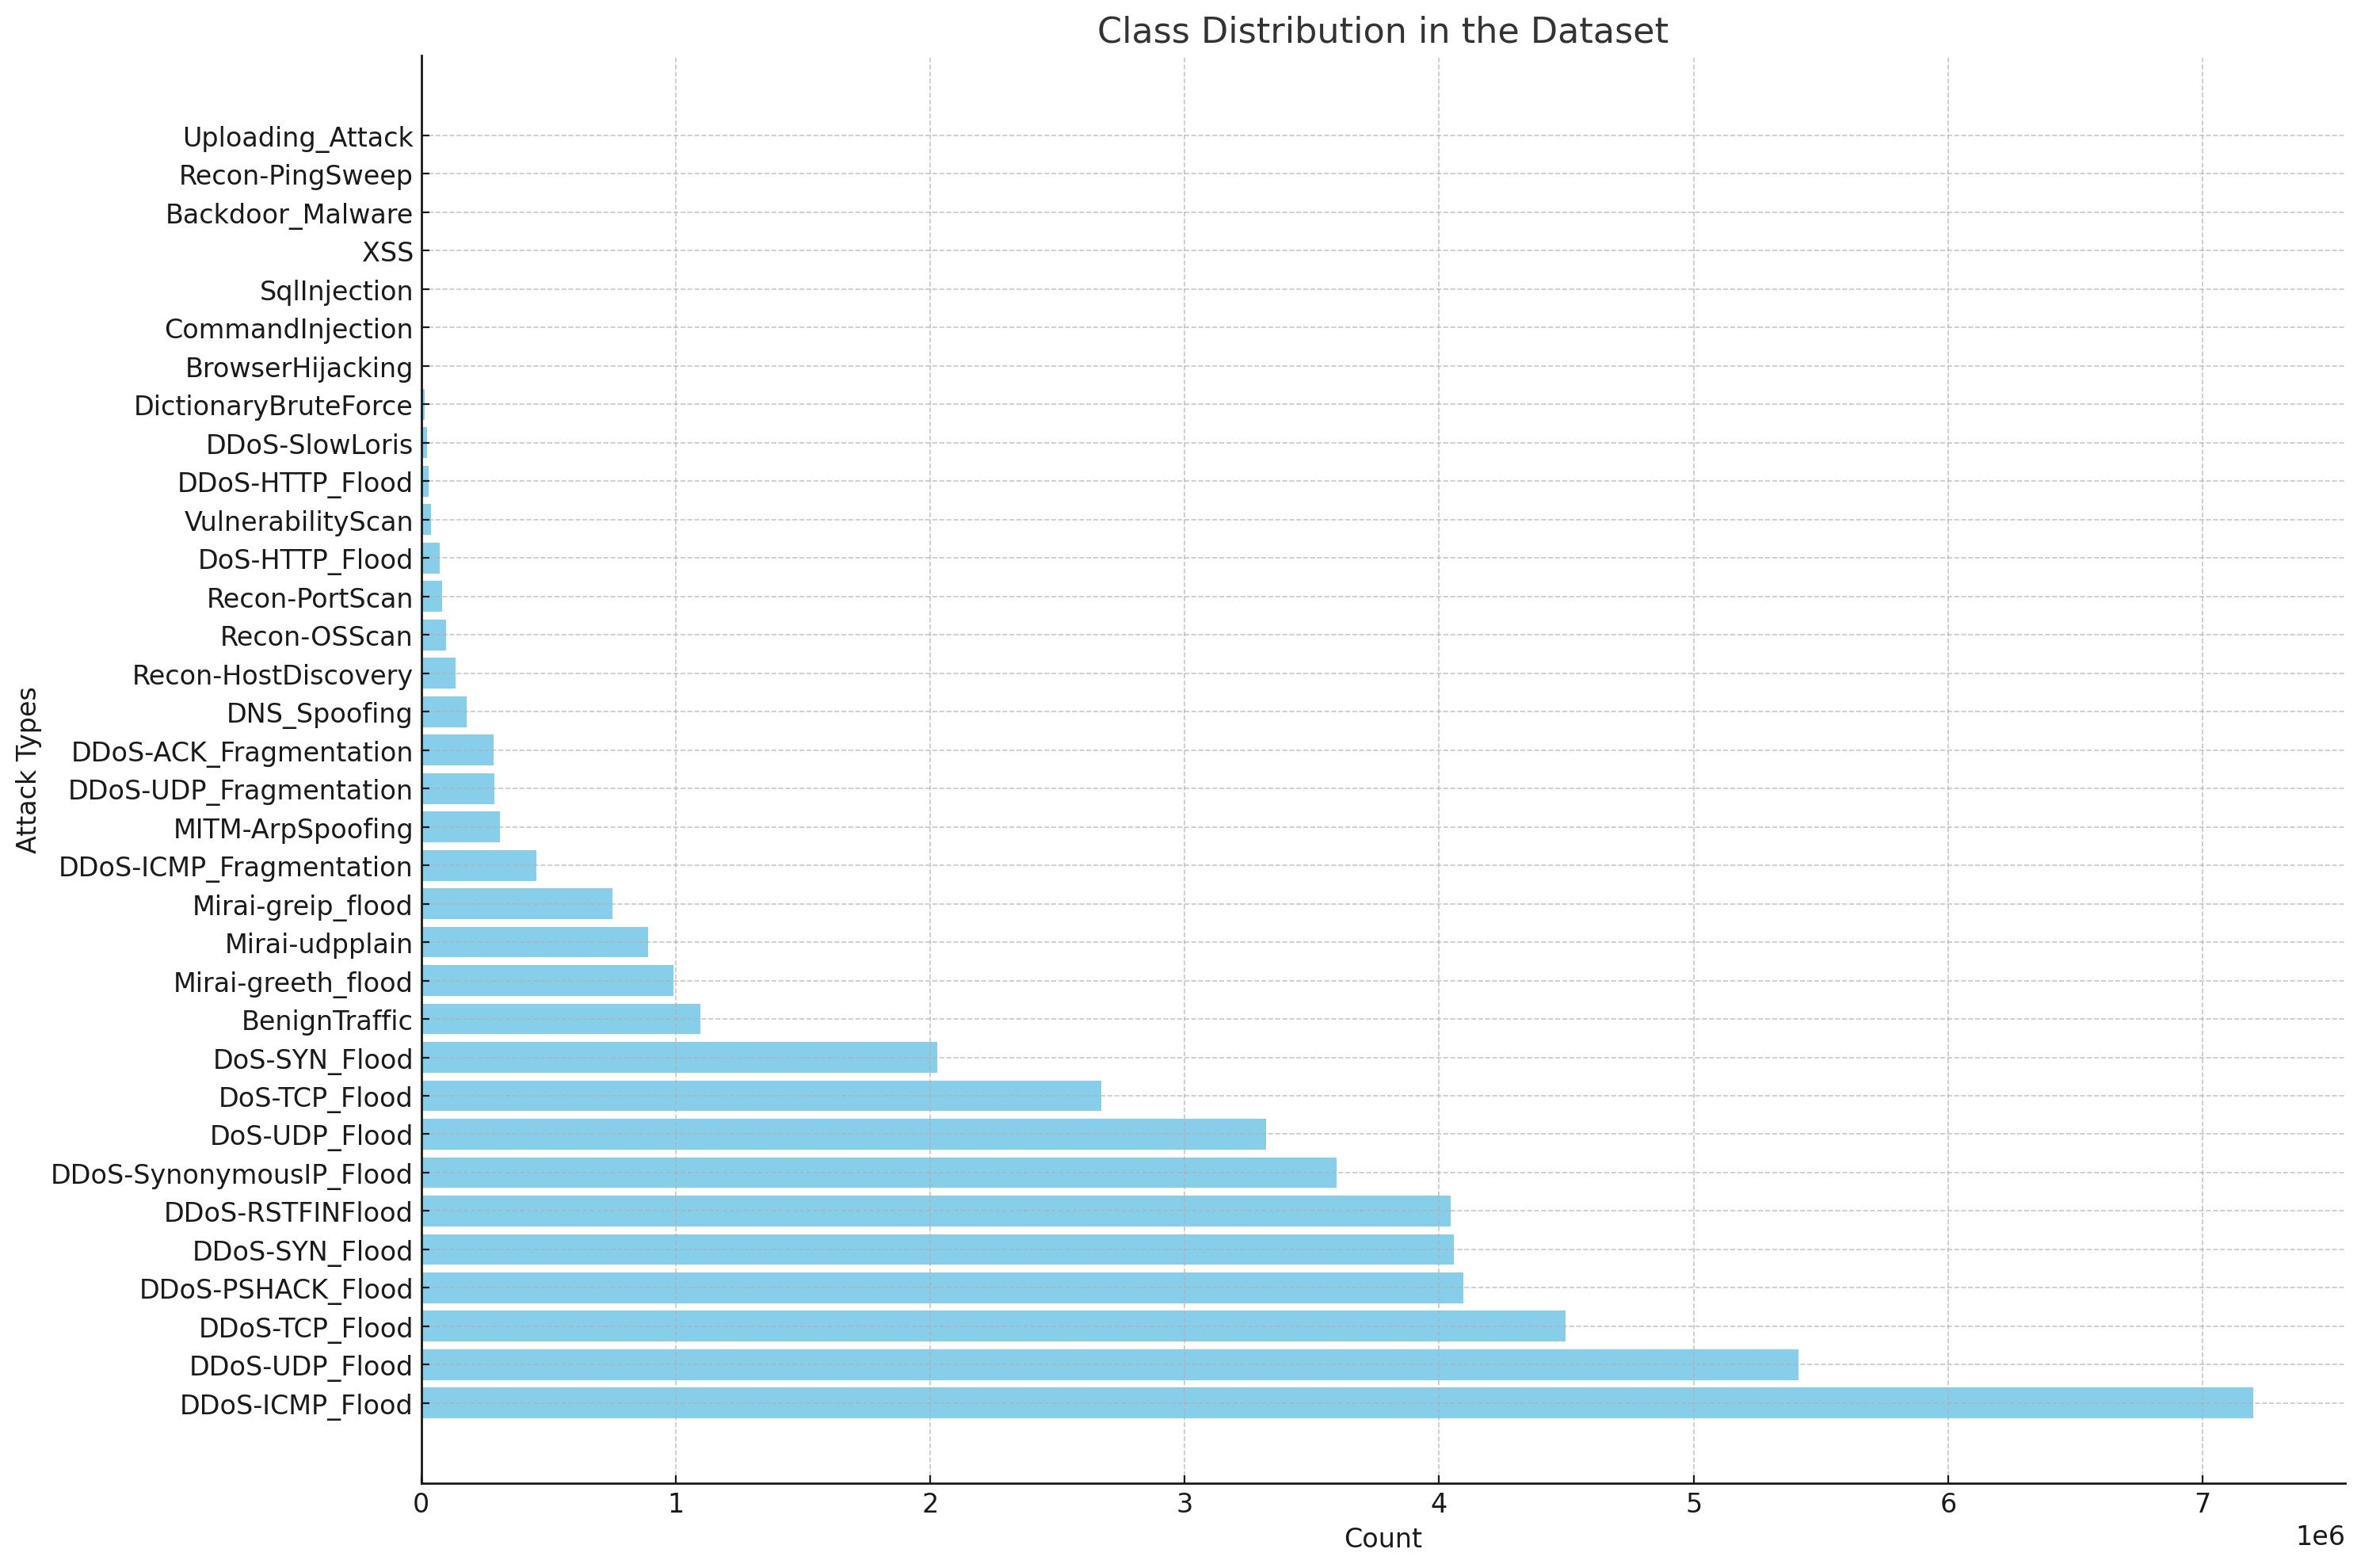 Class Distribution in the Dataset
Attack Types
Uploading_Attack
Recon-PingSweep
Backdoor_Malware
XSS
SqlInjection
CommandInjection
BrowserHijacking
DictionaryBruteForce
DDoS-SlowLoris
DDoS-HTTP_Flood
VulnerabilityScan
DoS-HTTP_Flood
Recon-PortScan
Recon-OSScan
Recon-HostDiscovery
DNS_Spoofing
DDoS-ACK_Fragmentation
DDoS-UDP_Fragmentation
MITM-ArpSpoofing
DDoS-ICMP_Fragmentation
Mirai-greip_flood
Mirai-udpplain
Mirai-greeth_flood
BenignTraffic
DoS-SYN_Flood
DoS-TCP_Flood
DoS-UDP_Flood
DDoS-SynonymousIP_Flood
DDoS-RSTFINFlood
DDoS-SYN_Flood
DDoS-PSHACK_Flood
DDoS-TCP_Flood
DDoS-UDP_Flood
DDoS-ICMP_Flood
0 1 2 3 4 5 6 7
Count
1e6